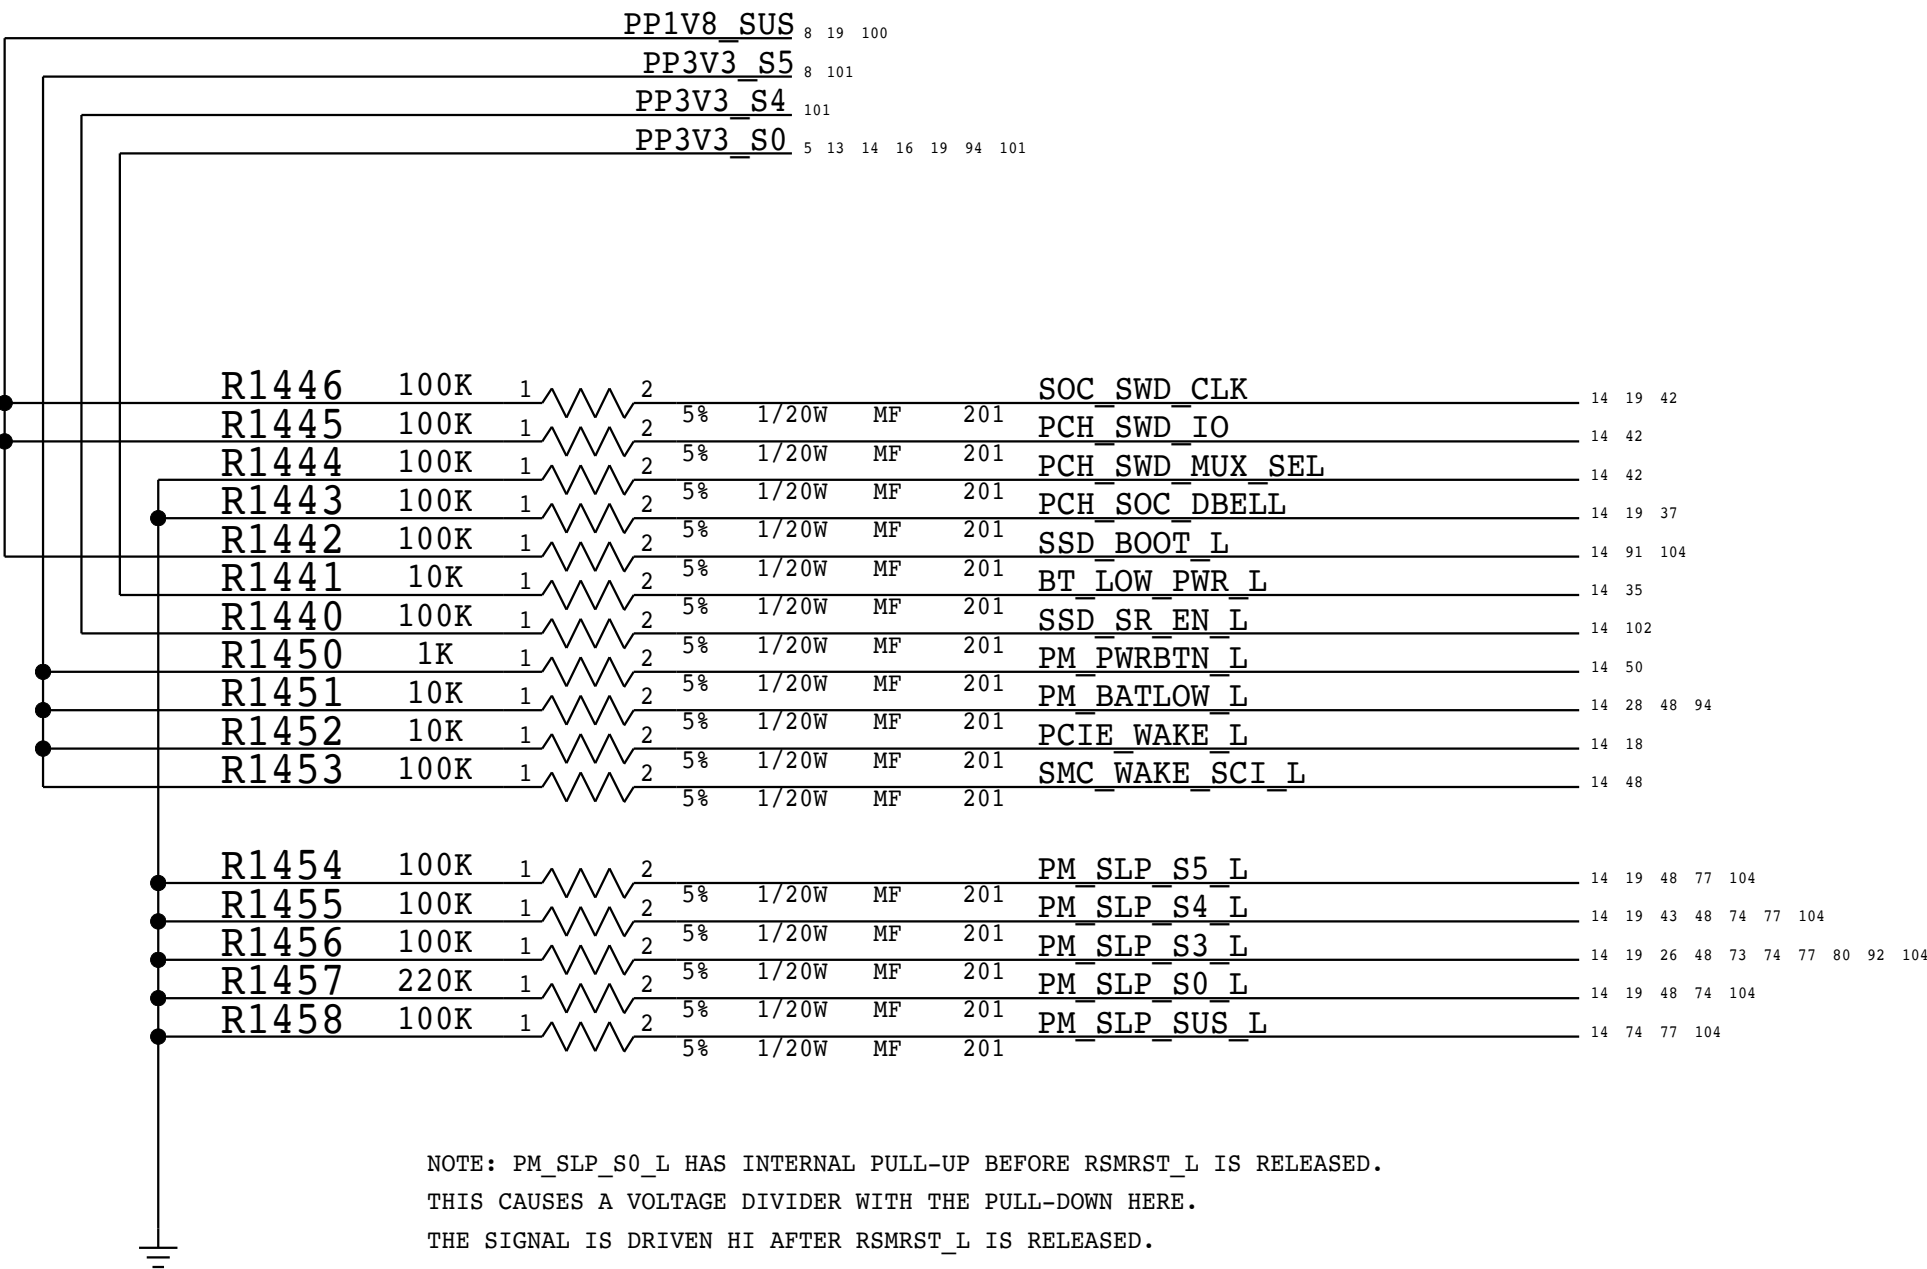 PP1V8_SUS 8 19 100
PP3V3_S5 8 101
PP3V3_S4 101
PP3V3_S0 5 13 14 16 19 94 101
R1446 100K 1 2 5% 1/20W MF 201 SOC_SWD_CLK 14 19 42
R1445 100K 1 2 5% 1/20W MF 201 PCH_SWD_IO 14 42
R1444 100K 1 2 5% 1/20W MF 201 PCH_SWD_MUX_SEL 14 42
R1443 100K 1 2 5% 1/20W MF 201 PCH_SOC_DBELL 14 19 37
R1442 100K 1 2 5% 1/20W MF 201 SSD_BOOT_L 14 91 104
R1441 10K 1 2 5% 1/20W MF 201 BT_LOW_PWR_L 14 35
R1440 100K 1 2 5% 1/20W MF 201 SSD_SR_EN_L 14 102
R1450 1K 1 2 5% 1/20W MF 201 PM_PWRBTN_L 14 50
R1451 10K 1 2 5% 1/20W MF 201 PM_BATLOW_L 14 28 48 94
R1452 10K 1 2 5% 1/20W MF 201 PCIE_WAKE_L 14 18
R1453 100K 1 2 5% 1/20W MF 201 SMC_WAKE_SCI_L 14 48
R1454 100K 1 2 5% 1/20W MF 201 PM_SLP_S5_L 14 19 48 77 104
R1455 100K 1 2 5% 1/20W MF 201 PM_SLP_S4_L 14 19 43 48 74 77 104
R1456 100K 1 2 5% 1/20W MF 201 PM_SLP_S3_L 14 19 26 48 73 74 77 80 92 104
R1457 220K 1 2 5% 1/20W MF 201 PM_SLP_S0_L 14 19 48 74 104
R1458 100K 1 2 5% 1/20W MF 201 PM_SLP_SUS_L 14 74 77 104
NOTE: PM_SLP_S0_L HAS INTERNAL PULL-UP BEFORE RSMRST_L IS RELEASED.
THIS CAUSES A VOLTAGE DIVIDER WITH THE PULL-DOWN HERE.
THE SIGNAL IS DRIVEN HI AFTER RSMRST_L IS RELEASED.